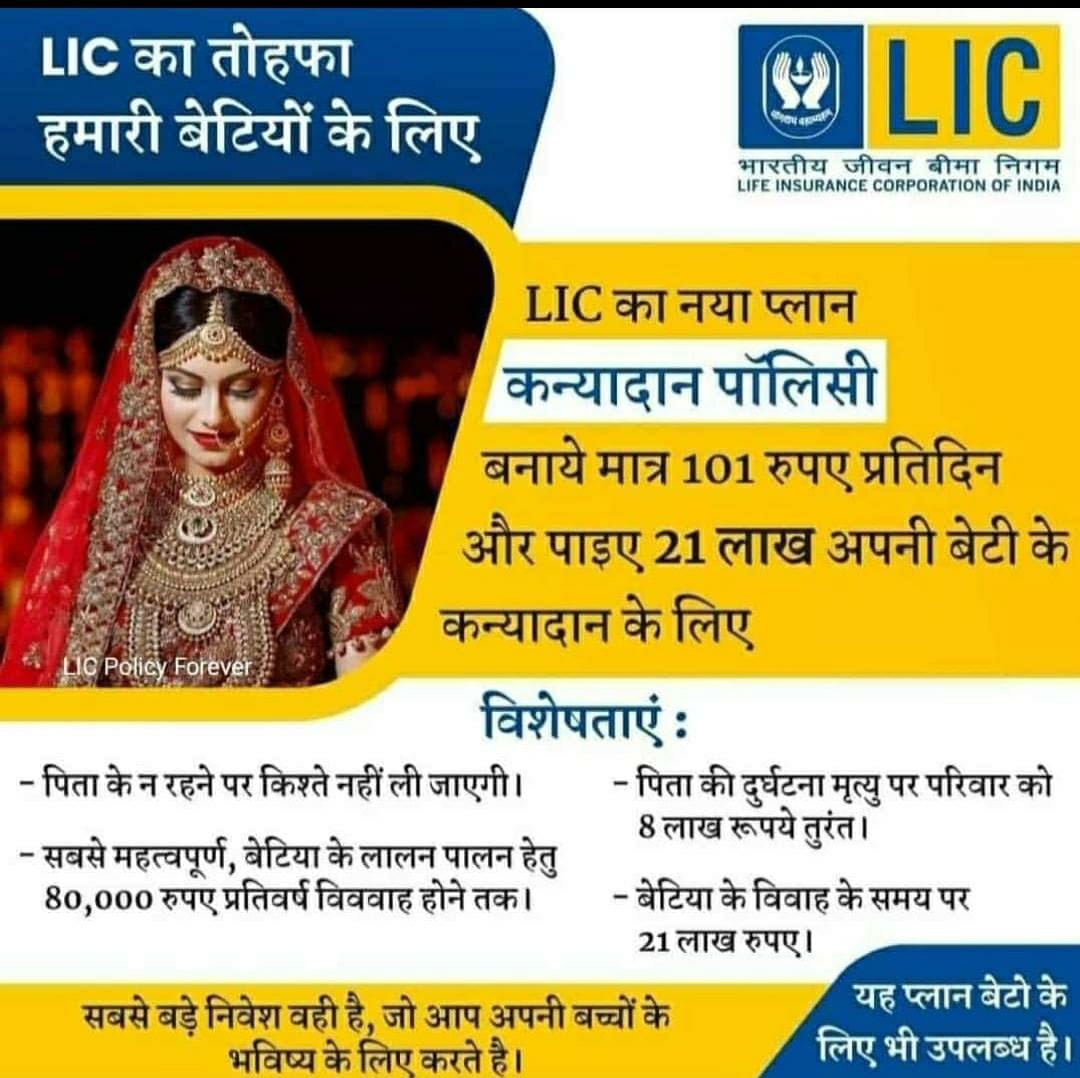 LIC का तोहफा
हमारी बेटियों के लिए
LIC
भारतीय जीवन बीमा निगम
LIFE INSURANCE CORPORATION OF INDIA
LIC का नया प्लान
कन्यादान पॉलिसी
बनाये मात्र 101 रुपए प्रतिदिन
और पाइए 21 लाख अपनी बेटी के
कन्यादान के लिए
LIC Policy Forever
विशेषताएं :
- पिता के न रहने पर किश्ते नहीं ली जाएगी।
- सबसे महत्वपूर्ण, बेटिया के लालन पालन हेतु
80,000 रुपए प्रतिवर्ष विववाह होने तक।
- पिता की दुर्घटना मृत्यु पर परिवार को
8 लाख रूपये तुरंत।
- बेटिया के विवाह के समय पर
21 लाख रुपए।
सबसे बड़े निवेश वही है, जो आप अपनी बच्चों के
भविष्य के लिए करते है।
यह प्लान बेटो के
लिए भी उपलब्ध है।